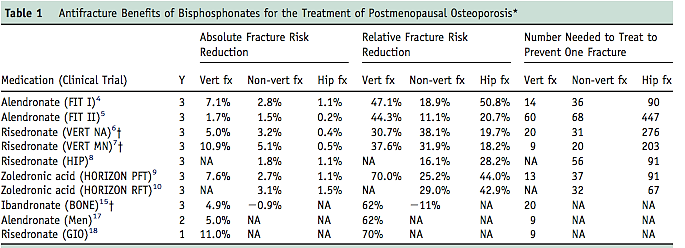 Table 1 Antifracture Benefits of Bisphosphonates for the Treatment of Postmenopausal Osteoporosis*
Absolute Fracture Risk Reduction Relative Fracture Risk Reduction Number Needed to Treat to Prevent One Fracture
Medication (Clinical Trial) Y Vert fx Non-vert fx Hip fx Vert fx Non-vert fx Hip fx Vert fx Non-vert fx Hip fx
Alendronate (FIT I)4 3 7.1% 2.8% 1.1% 47.1% 18.9% 50.8% 14 36 90
Alendronate (FIT II)5 3 1.7% 1.5% 0.2% 44.3% 11.1% 20.7% 60 68 447
Risedronate (VERT NA)6† 3 5.0% 3.2% 0.4% 30.7% 38.1% 19.7% 20 31 276
Risedronate (VERT MN)7† 3 10.9% 5.1% 0.5% 37.6% 31.9% 18.2% 9 20 203
Risedronate (HIP)8 3 NA 1.8% 1.1% NA 16.1% 28.2% NA 56 91
Zoledronic acid (HORIZON PFT)9 3 7.6% 2.7% 1.1% 70.0% 25.2% 44.0% 13 37 91
Zoledronic acid (HORIZON RFT)10 3 NA 3.1% 1.5% NA 29.0% 42.9% NA 32 67
Ibandronate (BONE)15† 3 4.9% −0.9% NA 62% −11% NA 20 NA NA
Alendronate (Men)17 2 5.0% NA NA 62% NA NA 9 NA NA
Risedronate (GIO)18 1 11.0% NA NA 70% NA NA 9 NA NA